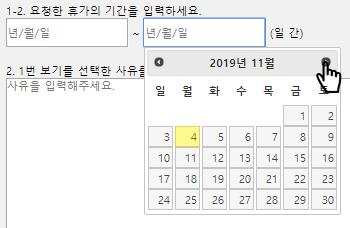 1-2. 요청한 휴가의 기간을 입력하세요.
년/월/일 ~ 년/월/일 (일 간)
2019년 11월
일 월 화 수 목 금 토
1 2
3 4 5 6 7 8 9
10 11 12 13 14 15 16
17 18 19 20 21 22 23
24 25 26 27 28 29 30
2. 1번 보기를 선택한 사유를
사유을 입력해주세요.